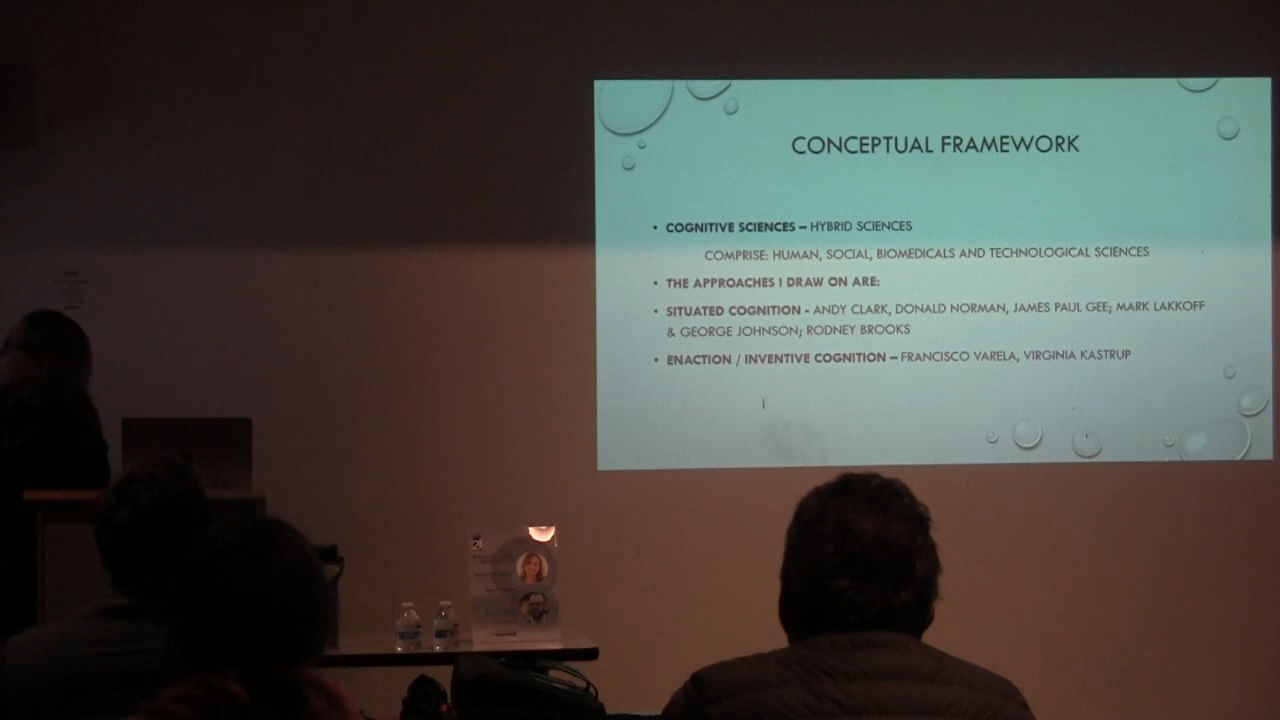 CONCEPTUAL FRAMEWORK
• COGNITIVE SCIENCES – HYBRID SCIENCES
COMPRISE: HUMAN, SOCIAL, BIOMEDICALS AND TECHNOLOGICAL SCIENCES
• THE APPROACHES I DRAW ON ARE:
• SITUATED COGNITION - ANDY CLARK, DONALD NORMAN, JAMES PAUL GEE; MARK LAKKOFF
& GEORGE JOHNSON; RODNEY BROOKS
• ENACTION / INVENTIVE COGNITION – FRANCISCO VARELA, VIRGINIA KASTRUP